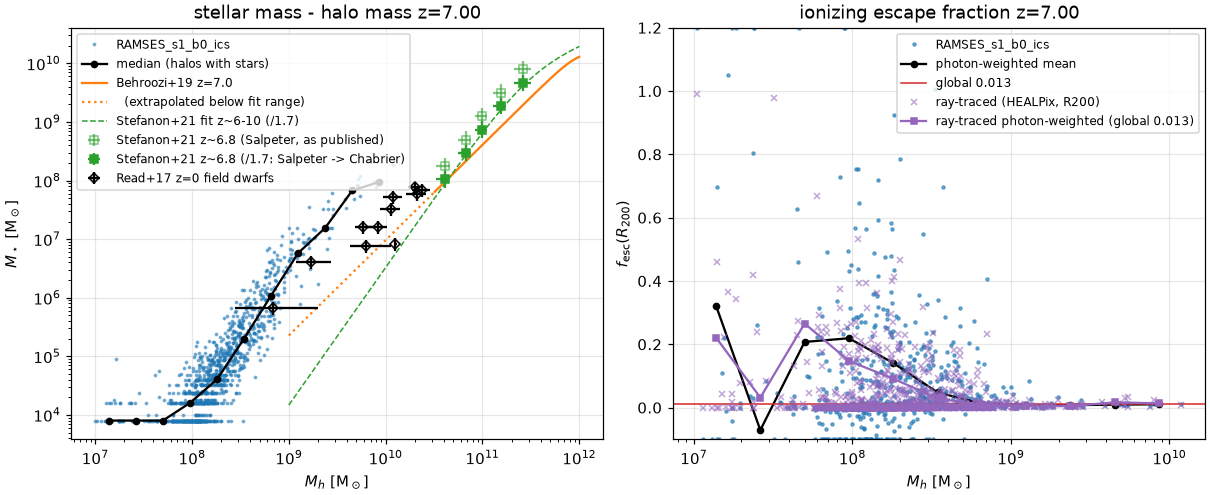 stellar mass - halo mass z=7.00
RAMSES_s1_b0_ics
median (halos with stars)
Behroozi+19 z=7.0
(extrapolated below fit range)
Stefanon+21 fit z~6-10 (/1.7)
Stefanon+21 z~6.8 (Salpeter, as published)
Stefanon+21 z~6.8 (/1.7: Salpeter -> Chabrier)
Read+17 z=0 field dwarfs
M⋆ [M⊙]
10¹⁰
10⁹
10⁸
10⁷
10⁶
10⁵
10⁴
10⁷ 10⁸ 10⁹ 10¹⁰ 10¹¹ 10¹²
Mₕ [M⊙]
ionizing escape fraction z=7.00
RAMSES_s1_b0_ics
photon-weighted mean
global 0.013
ray-traced (HEALPix, R200)
ray-traced photon-weighted (global 0.013)
f_esc(R₂₀₀)
1.2
1.0
0.8
0.6
0.4
0.2
0.0
10⁷ 10⁸ 10⁹ 10¹⁰
Mₕ [M⊙]